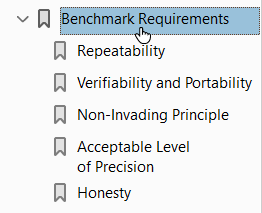 Benchmark Requirements
Repeatability
Verifiability and Portability
Non-Invading Principle
Acceptable Level
of Precision
Honesty